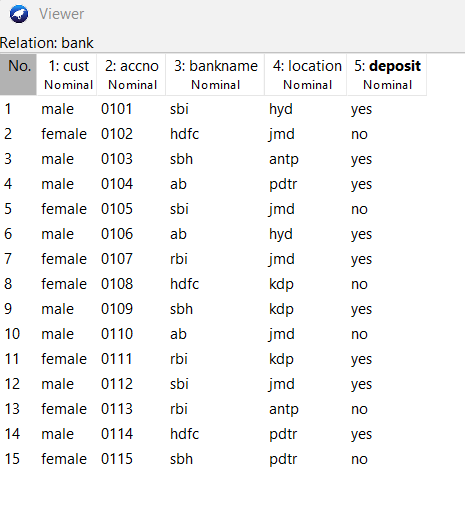 Viewer
Relation: bank
No. 1: cust 2: accno 3: bankname 4: location 5: deposit
Nominal Nominal Nominal Nominal Nominal
1 male 0101 sbi hyd yes
2 female 0102 hdfc jmd no
3 male 0103 sbh antp yes
4 male 0104 ab pdtr yes
5 female 0105 sbi jmd no
6 male 0106 ab hyd yes
7 female 0107 rbi jmd yes
8 female 0108 hdfc kdp no
9 male 0109 sbh kdp yes
10 male 0110 ab jmd no
11 female 0111 rbi kdp yes
12 male 0112 sbi jmd yes
13 female 0113 rbi antp no
14 male 0114 hdfc pdtr yes
15 female 0115 sbh pdtr no